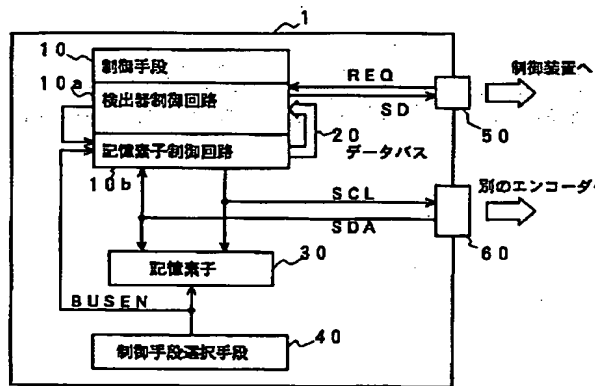 1
10
制御手段
10a
検出器制御回路
REQ
SD
制御装置へ
50
20
データバス
記憶素子制御回路
10b
SCL
SDA
別のエンコーダ
60
記憶素子
30
BUSEN
制御手段選択手段
40